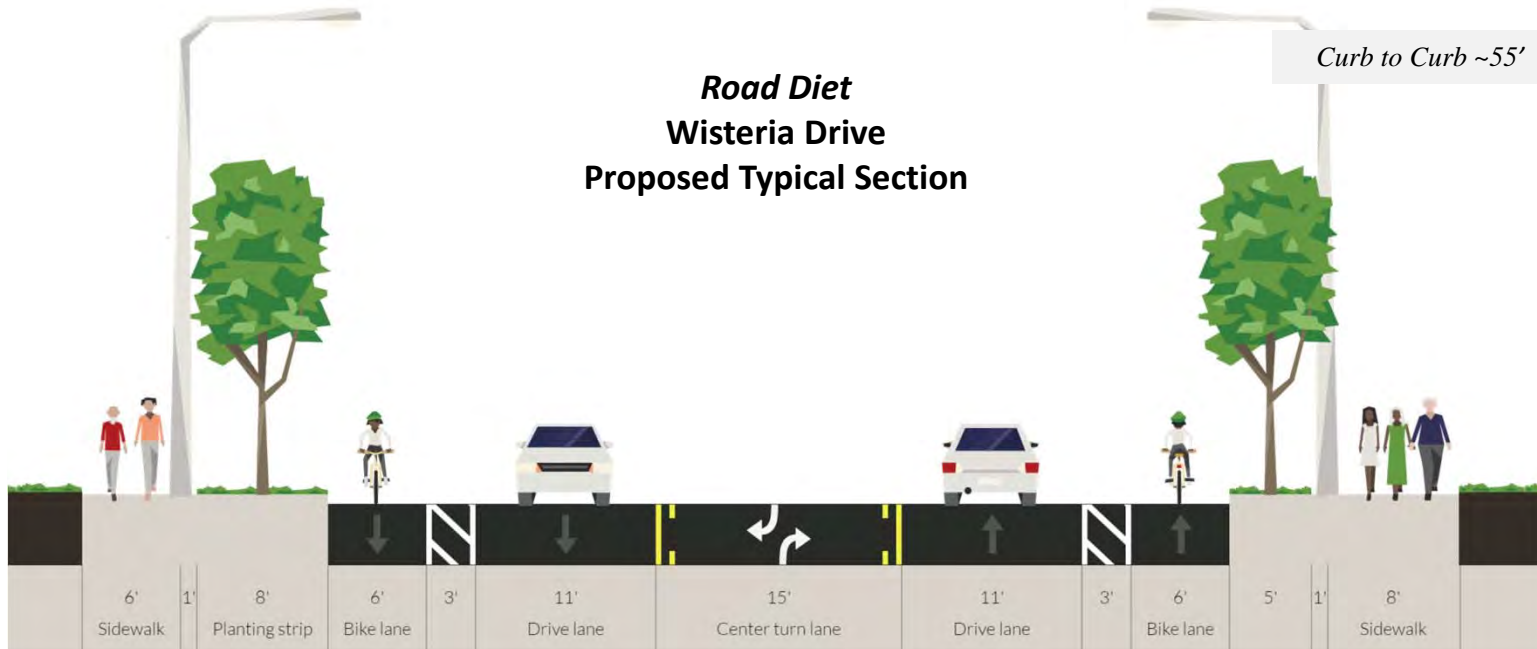 Curb to Curb ~55'
Road Diet
Wisteria Drive
Proposed Typical Section
6' 1' 8' 6' 3' 11' 15' 11' 3' 6' 5' 1' 8'
Sidewalk Planting strip Bike lane Drive lane Center turn lane Drive lane Bike lane Sidewalk